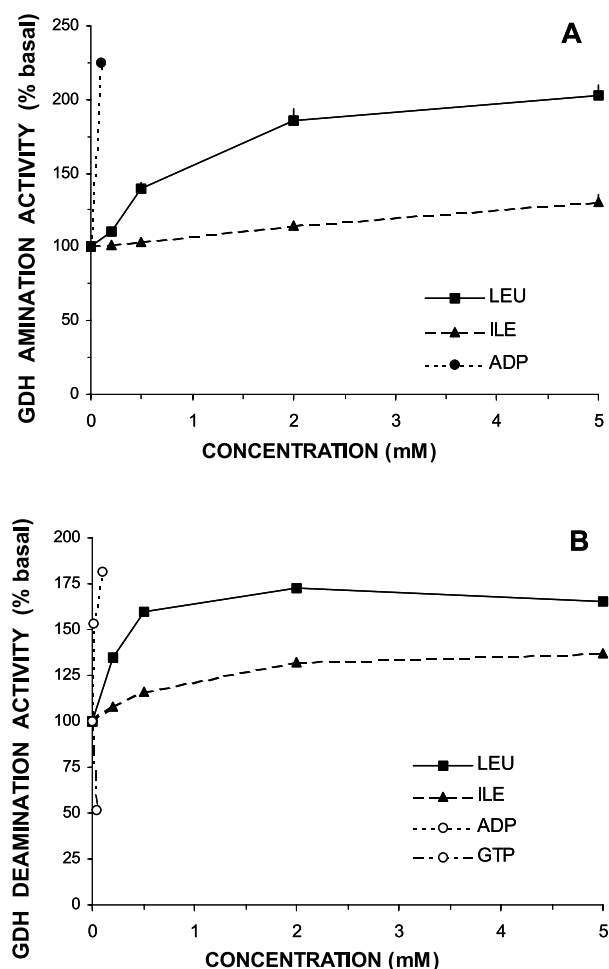 A
GDH AMINATION ACTIVITY (% basal)
250
200
150
100
50
0
LEU
ILE
ADP
0 1 2 3 4 5
CONCENTRATION (mM)
B
GDH DEAMINATION ACTIVITY (% basal)
200
175
150
125
100
75
50
25
0
LEU
ILE
ADP
GTP
0 1 2 3 4 5
CONCENTRATION (mM)